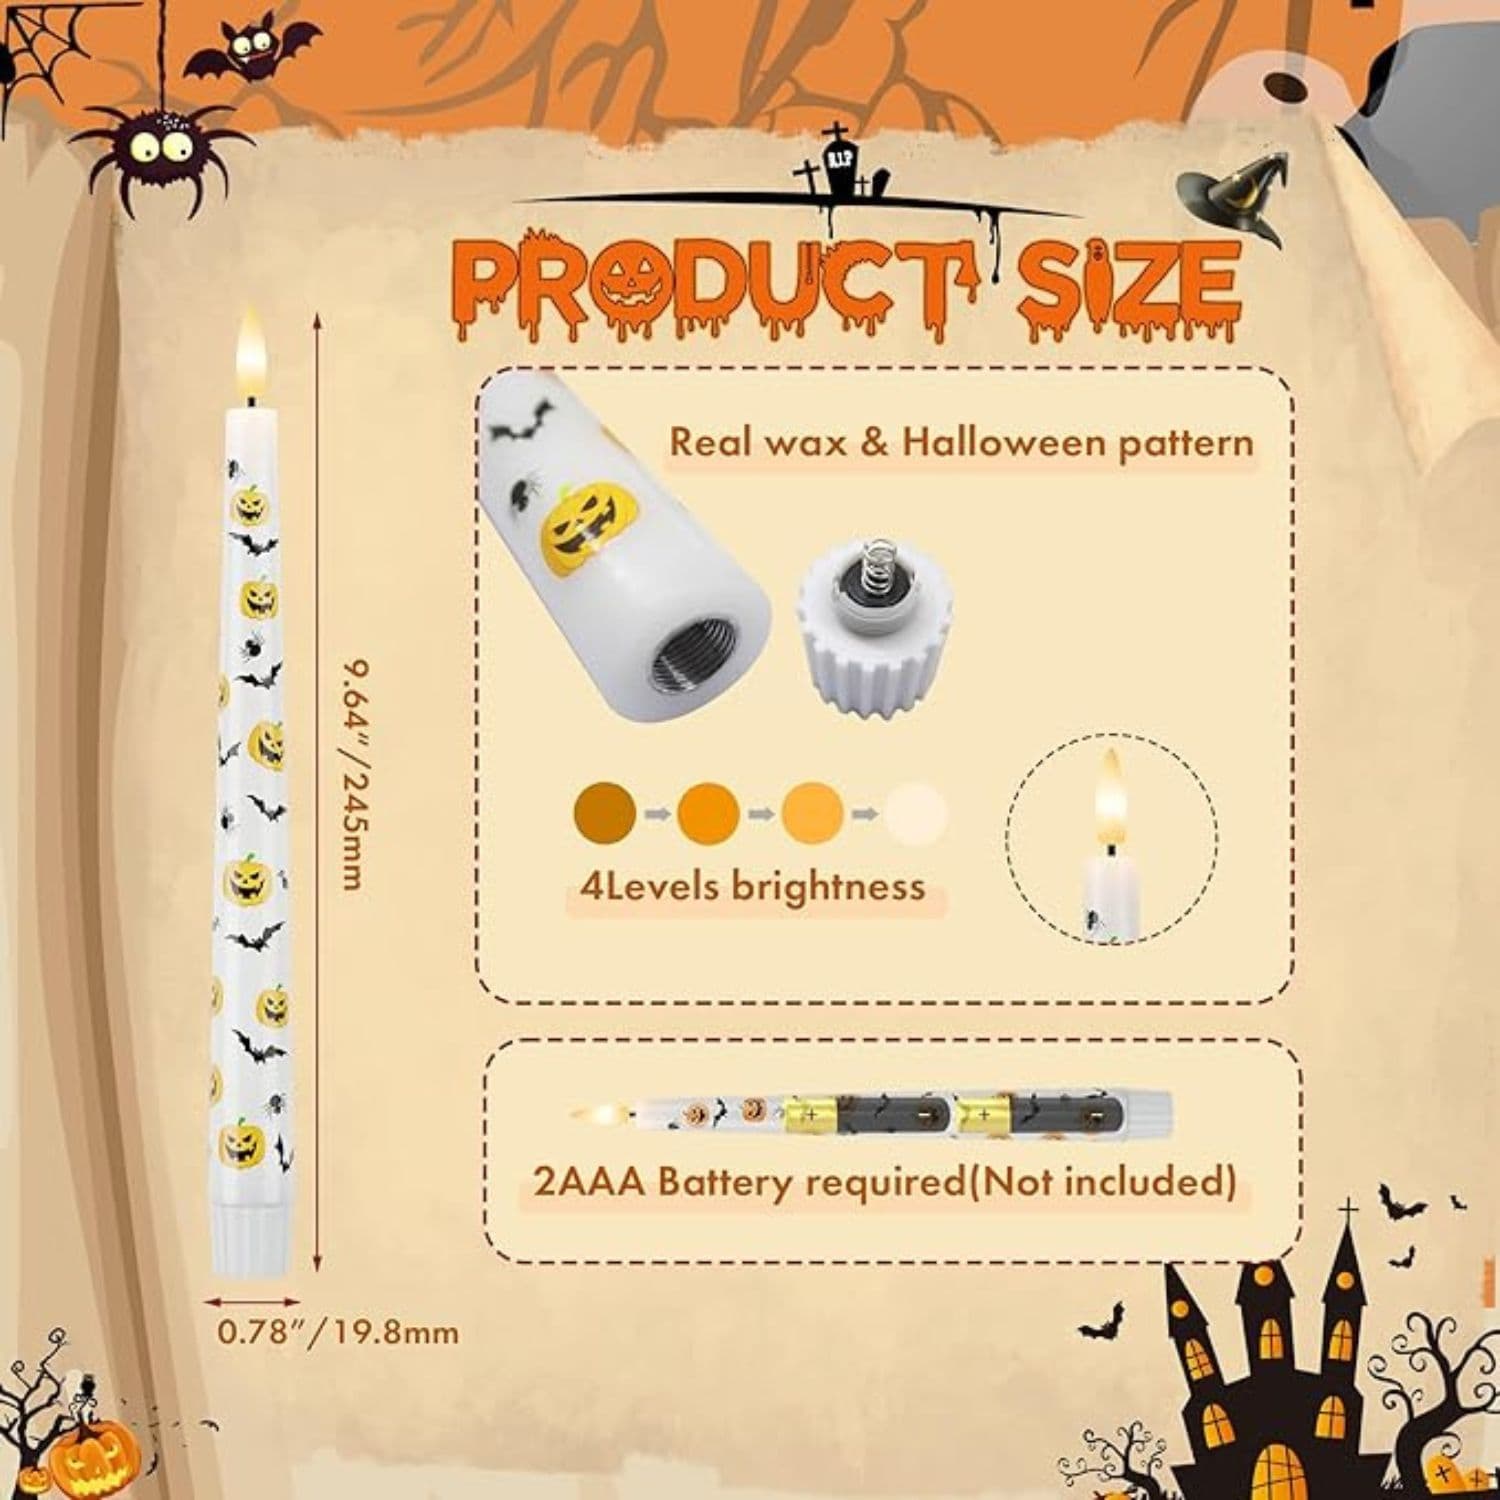 R.I.P
PRODUCT SIZE
Real wax & Halloween pattern
9.64"/245mm
4Levels brightness
2AAA Battery required(Not included)
0.78"/19.8mm